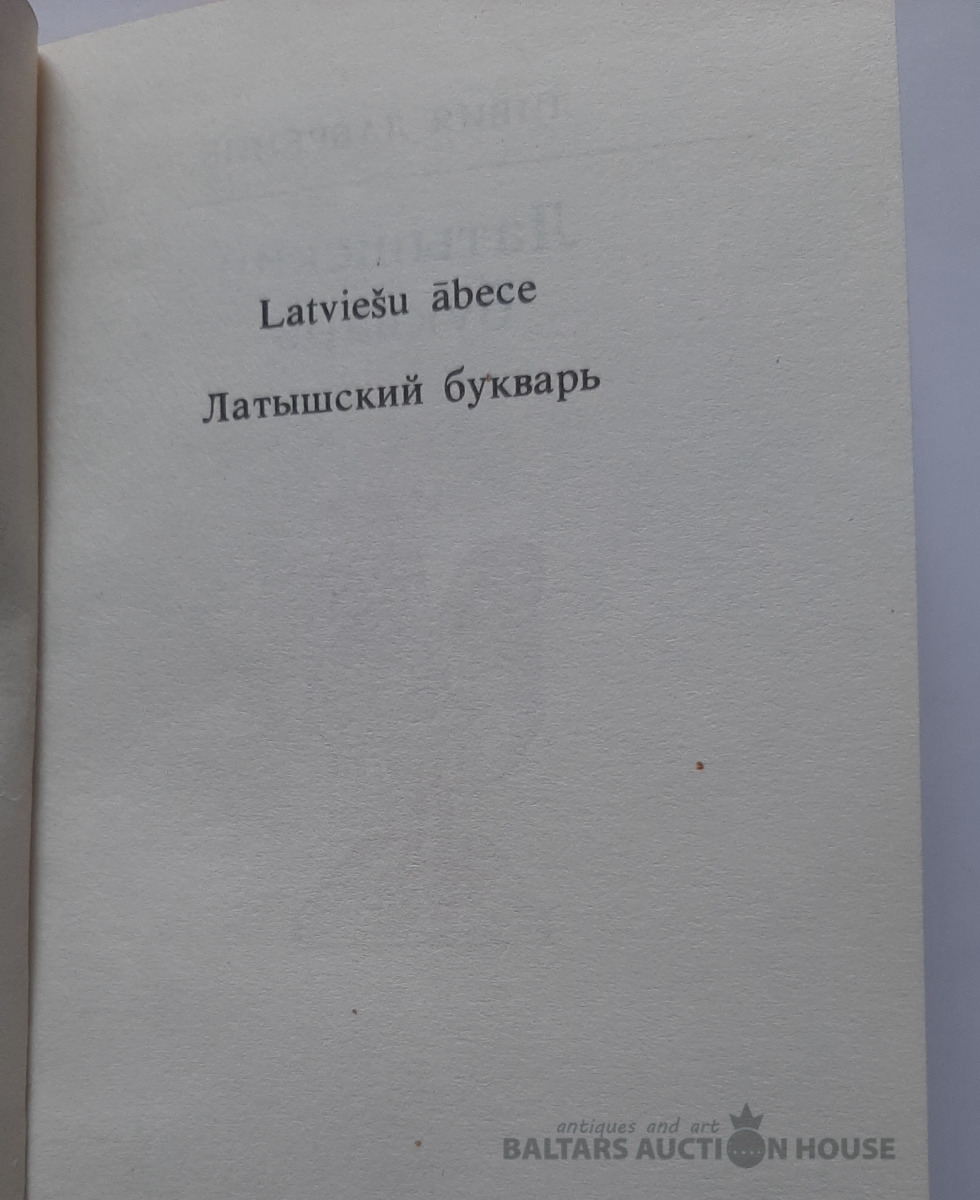 Latviešu ābece
Латышский букварь
antiques and art
BALTARS AUCTION HOUSE